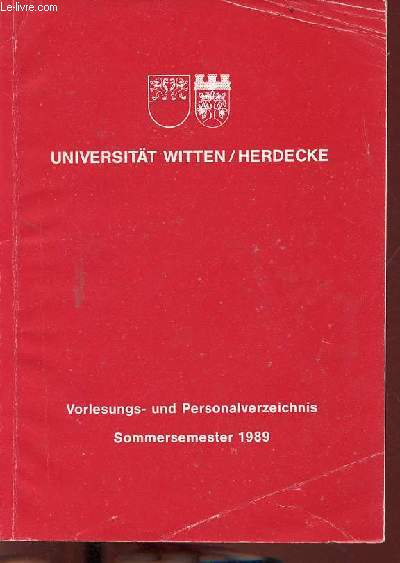 LeLivre.com
UNIVERSITÄT WITTEN/HERDECKE
Vorlesungs- und Personalverzeichnis
Sommersemester 1989